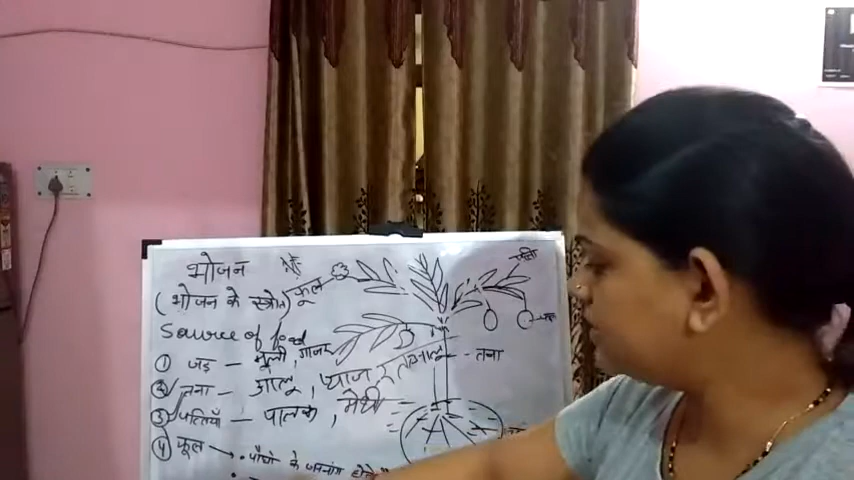 भोजन
(भोजन के स्त्रोत)
Source of food
① जड़ — मूली, गाजर
② तना — आलू, प्याज
③ पत्तियाँ — पालक, मेथी
④ फूल → • पौधो के जननांग होते
फूल
तना